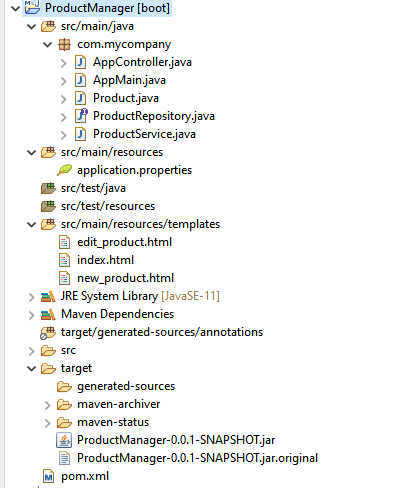 ProductManager [boot]
src/main/java
com.mycompany
AppController.java
AppMain.java
Product.java
ProductRepository.java
ProductService.java
src/main/resources
application.properties
src/test/java
src/test/resources
src/main/resources/templates
edit_product.html
index.html
new_product.html
JRE System Library [JavaSE-11]
Maven Dependencies
target/generated-sources/annotations
src
target
generated-sources
maven-archiver
maven-status
ProductManager-0.0.1-SNAPSHOT.jar
ProductManager-0.0.1-SNAPSHOT.jar.original
pom.xml